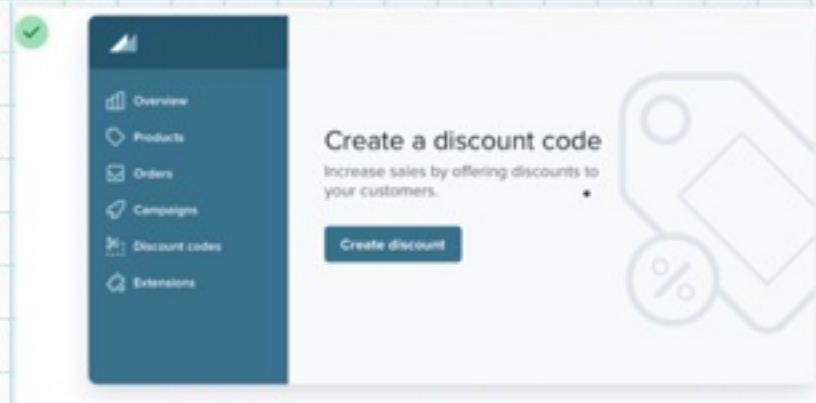 Overview
Products
Orders
Campaigns
Discount codes
Extensions
Create a discount code
Increase sales by offering discounts to
your customers.
Create discount
%